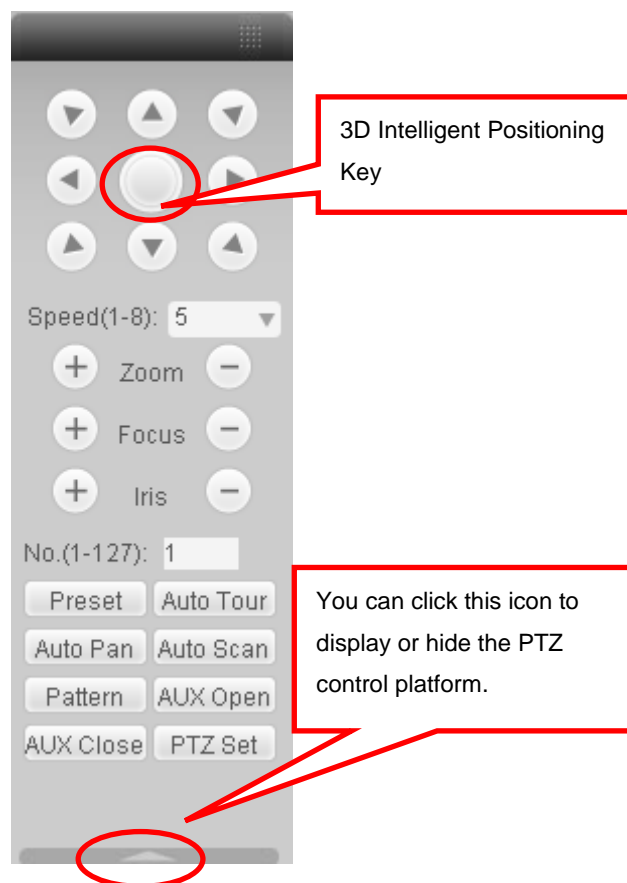 3D Intelligent Positioning
Key
Speed(1-8): 5
Zoom
Focus
Iris
No.(1-127): 1
Preset Auto Tour
Auto Pan Auto Scan
Pattern AUX Open
AUX Close PTZ Set
You can click this icon to
display or hide the PTZ
control platform.